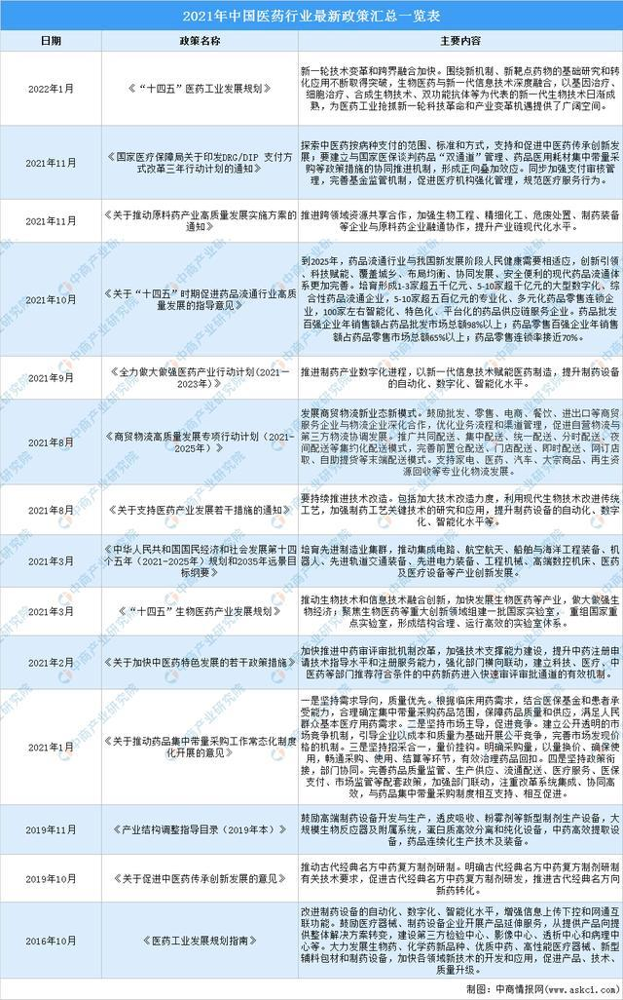 2021年中国医药行业最新政策汇总一览表
日期
政策名称
主要内容
2022年1月
《“十四五”医药工业发展规划》
新一轮技术变革和跨界融合加快。围绕新机制、新靶点药物的基础研究和转
化应用不断取得突破，生物医药与新一代信息技术深度融合，以基因治疗、
细胞治疗、合成生物技术、双功能抗体等为代表的新一代生物技术日渐成
熟，为医药工业抢抓新一轮科技革命和产业变革机遇提供了广阔空间。
2021年11月
《国家医疗保障局关于印发DRG/DIP 支付方
式改革三年行动计划的通知》
探索中医药按病种支付的范围、标准和方式，支持和促进中医药传承创新发
展；要建立与国家医保谈判药品“双通道”管理、药品医用耗材集中带量采
购等政策措施的协同推进机制，形成正向叠加效应。同步加强支付审核管
理，完善基金监管机制，促进医疗机构强化管理，规范医疗服务行为。
2021年11月
《关于推动原料药产业高质量发展实施方案的
通知》
推进跨领域资源共享合作，加强生物工程、精细化工、危废处置、制药装备
等企业与原料药企业融通协作，提升产业链现代化水平。
2021年10月
《关于“十四五”时期促进药品流通行业高质
量发展的指导意见》
到2025年，药品流通行业与我国新发展阶段人民健康需要相适应，创新引领
、科技赋能、覆盖城乡、布局均衡、协同发展、安全便利的现代药品流通体
系更加完善。培育形成1-3家超五千亿元、5-10家超千亿元的大型数字化、综
合性药品流通企业，5-10家超五百亿元的专业化、多元化药品零售连锁企
业，100家左右智能化、特色化、平台化的药品供应链服务企业。药品批发
百强企业年销售额占药品批发市场总额98%以上；药品零售百强企业年销售
额占药品零售市场总额65%以上；药品零售连锁率接近70%。
2021年9月
《全力做大做强医药产业行动计划（2021—
2023年）》
推进制药产业数字化进程，以新一代信息技术赋能医药制造，提升制药设备
的自动化、数字化、智能化水平。
2021年8月
《商贸物流高质量发展专项行动计划（2021-
2025年）》
发展商贸物流新业态新模式。鼓励批发、零售、电商、餐饮、进出口等商贸
服务企业与物流企业深化合作，优化业务流程和渠道管理，促进自营物流与
第三方物流协调发展。推广共同配送、集中配送、统一配送、分时配送、夜
间配送等集约化配送模式，完善前置仓配送、门店配送、即时配送、网订店
取、自助提货等末端配送模式。支持家电、医药、汽车、大宗商品、再生资
源回收等专业化物流发展。
2021年8月
《关于支持医药产业发展若干措施的通知》
要持续推进技术改造。包括加大技术改造力度，利用现代生物技术改进传统
工艺，加强制药工艺关键技术的研究和应用，提升制药设备的自动化、数字
化、智能化水平等。
2021年3月
《中华人民共和国国民经济和社会发展第十四
个五年（2021-2025年）规划和2035年远景目
标纲要》
培育先进制造业集群，推动集成电路、航空航天、船舶与海洋工程装备、机
器人、先进轨道交通装备、先进电力装备、工程机械、高端数控机床、医药
及医疗设备等产业创新发展。
2021年3月
《“十四五”生物医药产业发展规划》
推动生物技术和信息技术融合创新，加快发展生物医药等产业，做大做强生
物经济；聚焦生物医药等重大创新领域组建一批国家实验室， 重组国家重
点实验室，形成结构合理、运行高效的实验室体系。
2021年2月
《关于加快中医药特色发展的若干政策措施》
加快推进中药审评审批机制改革，加强技术支撑能力建设，提升中药注册申
请技术指导水平和注册服务能力，强化部门横向联动，建立科技、医疗、中
医药等部门推荐符合条件的中药新药进入快速审评审批通道的有效机制。
2021年1月
《关于推动药品集中带量采购工作常态化制度
化开展的意见》
一是坚持需求导向，质量优先。根据临床用药需求，结合医保基金和患者承
受能力，合理确定集中带量采购药品范围，保障药品质量和供应，满足人民
群众基本医疗用药需求。二是坚持市场主导，促进竞争。建立公开透明的市
场竞争机制，引导企业以成本和质量为基础开展公平竞争，完善市场发现价
格的机制。三是坚持招采合一，量价挂钩。明确采购量，以量换价、确保使
用，畅通采购、使用、结算等环节，有效治理药品回扣。四是坚持政策衔
接，部门协同。完善药品质量监管、生产供应、流通配送、医疗服务、医保
支付、市场监管等配套政策，加强部门联动，注重改革系统集成、协同高
效，与药品集中带量采购制度相互支持、相互促进。
2019年11月
《产业结构调整指导目录（2019年本）》
鼓励高端制药设备开发与生产，透皮吸收、粉雾剂等新型制剂生产设备，大
规模生物反应器及附属系统，蛋白质高效分离和纯化设备，中药高效提取设
备，药品连续化生产技术及装备。
2019年10月
《关于促进中医药传承创新发展的意见》
推动古代经典名方中药复方制剂研制。明确古代经典名方中药复方制剂研制
有关技术要求，促进古代经典名方中药复方制剂研发，推进古代经典名方向
新药转化。
2016年10月
《医药工业发展规划指南》
改进制药设备的自动化、数字化、智能化水平，增强信息上传下控和网通互
联功能。鼓励医疗器械、制药设备企业开展产品延伸服务，从提供产品向提
供整体解决方案转变，建设第三方检验中心、影像中心、透析中心和病理中
心等。大力发展生物药、化学药新品种、优质中药、高性能医疗器械、新型
辅料包材和制药设备，加快各领域新技术的开发和应用，促进产品、技术、
质量升级。
制图：中商情报网(www.askci.com)
中商产业研究院